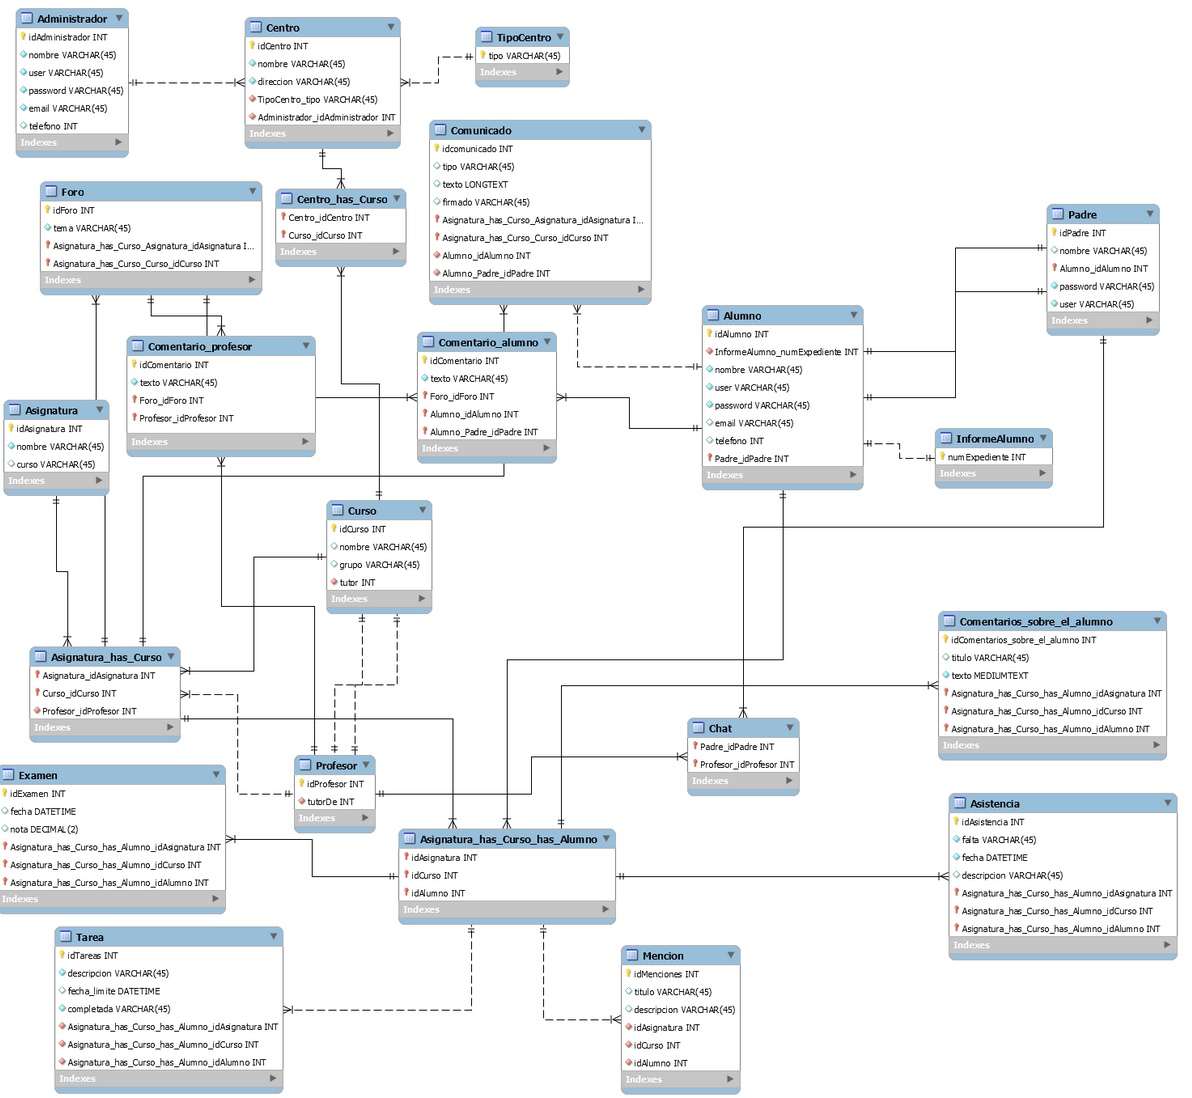 Administrador
idAdministrador INT
nombre VARCHAR(45)
user VARCHAR(45)
password VARCHAR(45)
email VARCHAR(45)
telefono INT
Indexes
Centro
idCentro INT
nombre VARCHAR(45)
direccion VARCHAR(45)
TipoCentro_tipo VARCHAR(45)
Administrador_idAdministrador INT
Indexes
TipoCentro
tipo VARCHAR(45)
Indexes
Comunicado
idcomunicado INT
tipo VARCHAR(45)
texto LONGTEXT
firmado VARCHAR(45)
Asignatura_has_Curso_Asignatura_idAsignatura I...
Asignatura_has_Curso_Curso_idCurso INT
Alumno_idAlumno INT
Alumno_Padre_idPadre INT
Indexes
Foro
idForo INT
tema VARCHAR(45)
Asignatura_has_Curso_Asignatura_idAsignatura I...
Asignatura_has_Curso_Curso_idCurso INT
Indexes
Centro_has_Curso
Centro_idCentro INT
Curso_idCurso INT
Indexes
Padre
idPadre INT
nombre VARCHAR(45)
Alumno_idAlumno INT
password VARCHAR(45)
user VARCHAR(45)
Indexes
Alumno
idAlumno INT
InformeAlumno_numExpediente INT
nombre VARCHAR(45)
user VARCHAR(45)
password VARCHAR(45)
email VARCHAR(45)
telefono INT
Padre_idPadre INT
Indexes
Comentario_profesor
idComentario INT
texto VARCHAR(45)
Foro_idForo INT
Profesor_idProfesor INT
Indexes
Comentario_alumno
idComentario INT
texto VARCHAR(45)
Foro_idForo INT
Alumno_idAlumno INT
Alumno_Padre_idPadre INT
Indexes
Asignatura
idAsignatura INT
nombre VARCHAR(45)
curso VARCHAR(45)
Indexes
InformeAlumno
numExpediente INT
Indexes
Curso
idCurso INT
nombre VARCHAR(45)
grupo VARCHAR(45)
tutor INT
Indexes
Comentarios_sobre_el_alumno
idComentarios_sobre_el_alumno INT
titulo VARCHAR(45)
texto MEDIUMTEXT
Asignatura_has_Curso_has_Alumno_idAsignatura INT
Asignatura_has_Curso_has_Alumno_idCurso INT
Asignatura_has_Curso_has_Alumno_idAlumno INT
Indexes
Asignatura_has_Curso
Asignatura_idAsignatura INT
Curso_idCurso INT
Profesor_idProfesor INT
Indexes
Chat
Padre_idPadre INT
Profesor_idProfesor INT
Indexes
Profesor
idProfesor INT
tutorDe INT
Indexes
Examen
idExamen INT
fecha DATETIME
nota DECIMAL(2)
Asignatura_has_Curso_has_Alumno_idAsignatura INT
Asignatura_has_Curso_has_Alumno_idCurso INT
Asignatura_has_Curso_has_Alumno_idAlumno INT
Indexes
Asignatura_has_Curso_has_Alumno
idAsignatura INT
idCurso INT
idAlumno INT
Indexes
Asistencia
idAsistencia INT
falta VARCHAR(45)
fecha DATETIME
descripcion VARCHAR(45)
Asignatura_has_Curso_has_Alumno_idAsignatura INT
Asignatura_has_Curso_has_Alumno_idCurso INT
Asignatura_has_Curso_has_Alumno_idAlumno INT
Indexes
Tarea
idTareas INT
descripcion VARCHAR(45)
fecha_limite DATETIME
completada VARCHAR(45)
Asignatura_has_Curso_has_Alumno_idAsignatura INT
Asignatura_has_Curso_has_Alumno_idCurso INT
Asignatura_has_Curso_has_Alumno_idAlumno INT
Indexes
Mencion
idMenciones INT
titulo VARCHAR(45)
descripcion VARCHAR(45)
idAsignatura INT
idCurso INT
idAlumno INT
Indexes